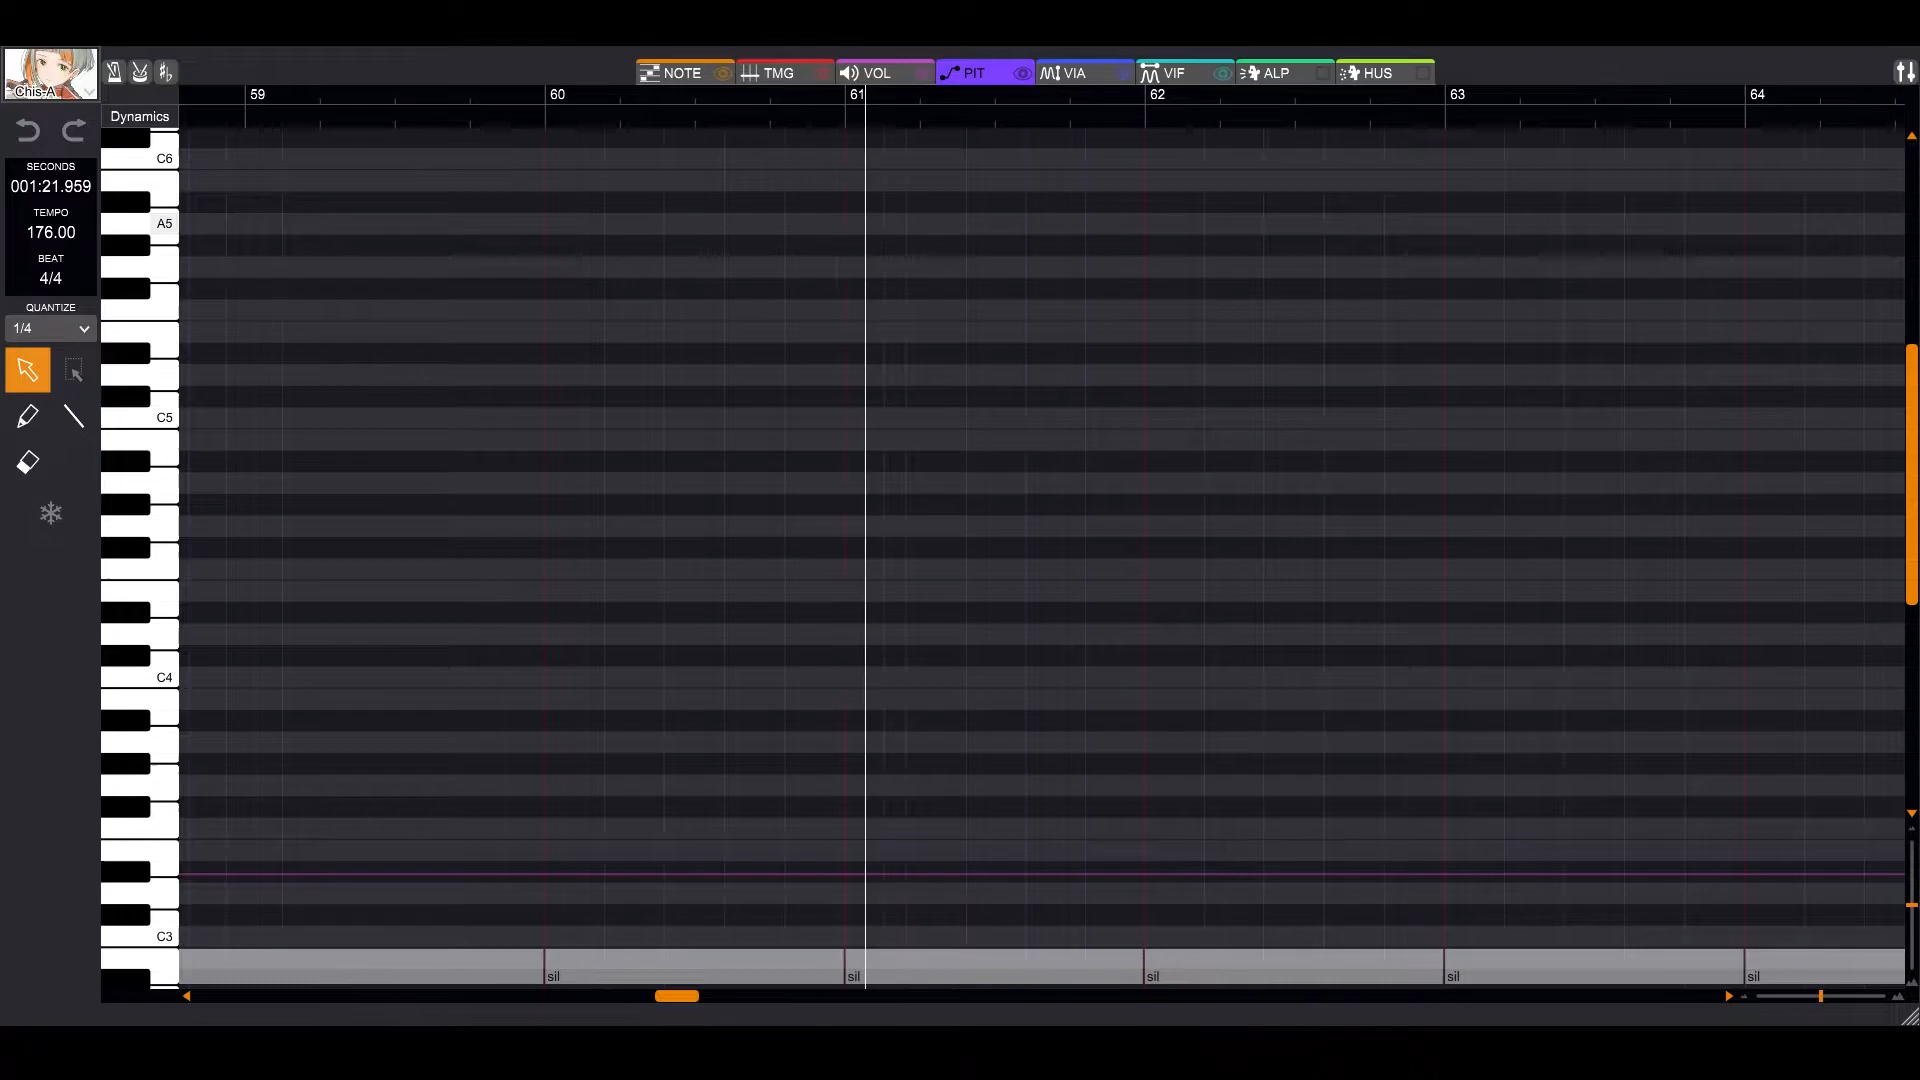 NOTE TMG VOL PIT VIA VIF ALP HUS
Chis-A
59 60 61 62 63 64
Dynamics
C6
SECONDS
001:21.959
TEMPO
176.00
BEAT
4/4
QUANTIZE
1/4
A5
C5
C4
C3
sil sil sil sil sil